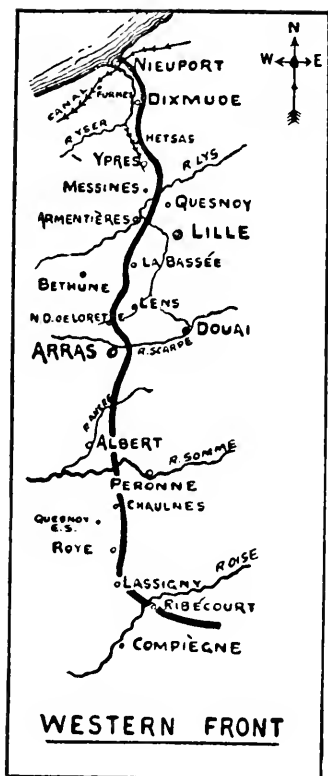 N
W E
NIEUPORT
CANAL
FURNES
DIXMUDE
R YSER
HETSAS
YPRES
R LYS
MESSINES
QUESNOY
ARMENTIÈRES
LILLE
LA BASSÉE
BETHUNE
LENS
N.D. DE LORETTE
DOUAI
ARRAS
R. SCARPE
R ANCRE
ALBERT
R. SOMME
PERONNE
CHAULNES
QUESNOY
E.S.
ROYE
LASSIGNY
R OISE
RIBÉCOURT
COMPIÈGNE
WESTERN FRONT